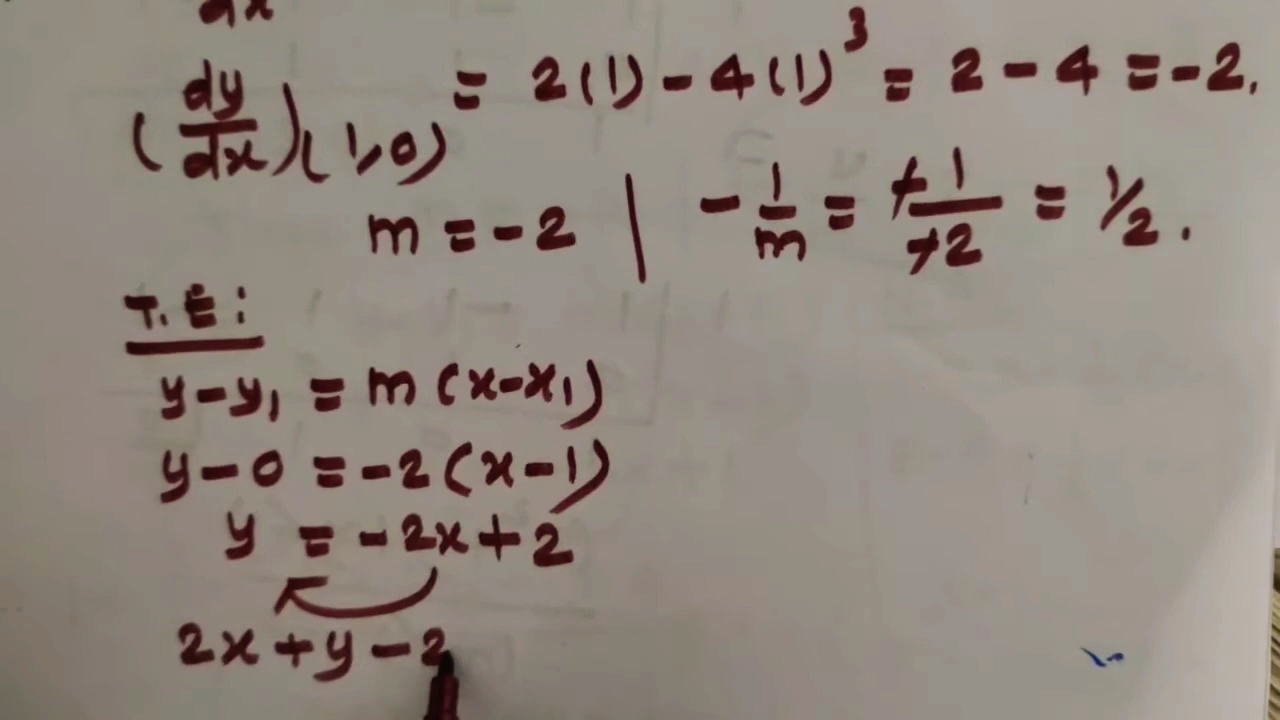 dx
(dy/dx)(1,0) = 2(1) - 4(1)³ = 2 - 4 = -2.
m = -2 | -1/m = -1/-2 = 1/2.
T.E:
y-y₁ = m(x-x₁)
y-0 = -2(x-1)
y = -2x+2
2x+y-2